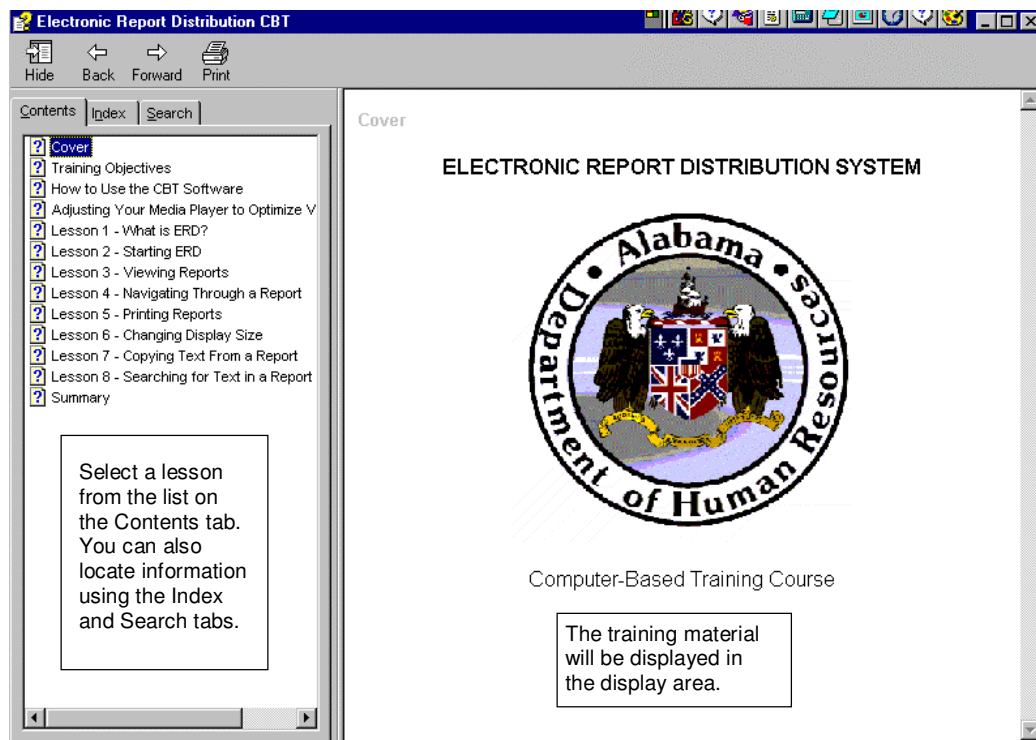 Electronic Report Distribution CBT
Hide Back Forward Print
Contents Index Search
Cover
Training Objectives
How to Use the CBT Software
Adjusting Your Media Player to Optimize V
Lesson 1 - What is ERD?
Lesson 2 - Starting ERD
Lesson 3 - Viewing Reports
Lesson 4 - Navigating Through a Report
Lesson 5 - Printing Reports
Lesson 6 - Changing Display Size
Lesson 7 - Copying Text From a Report
Lesson 8 - Searching for Text in a Report
Summary
Select a lesson
from the list on
the Contents tab.
You can also
locate information
using the Index
and Search tabs.
Cover
ELECTRONIC REPORT DISTRIBUTION SYSTEM
Alabama
Department of Human Resources
Computer-Based Training Course
The training material
will be displayed in
the display area.